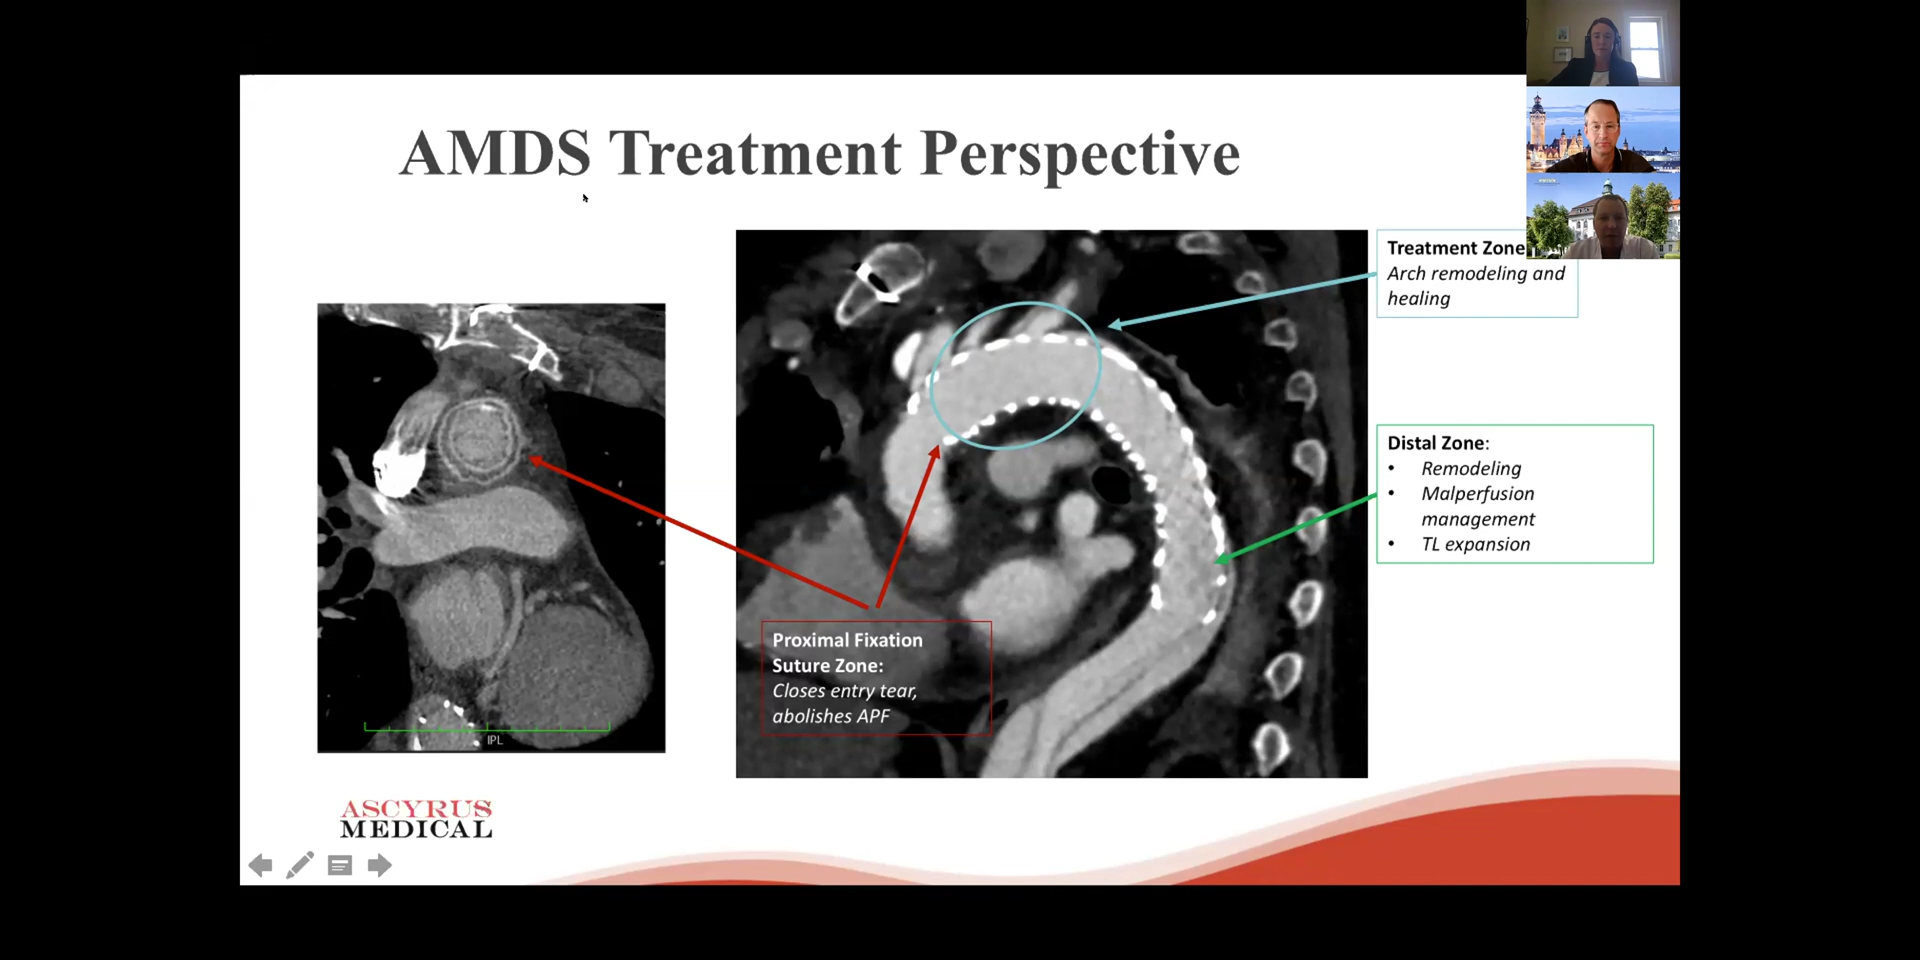 AMDS Treatment Perspective
Treatment Zone
Arch remodeling and
healing
Distal Zone:
• Remodeling
• Malperfusion
management
• TL expansion
Proximal Fixation
Suture Zone:
Closes entry tear,
abolishes APF
IPL
ASCYRUS
MEDICAL